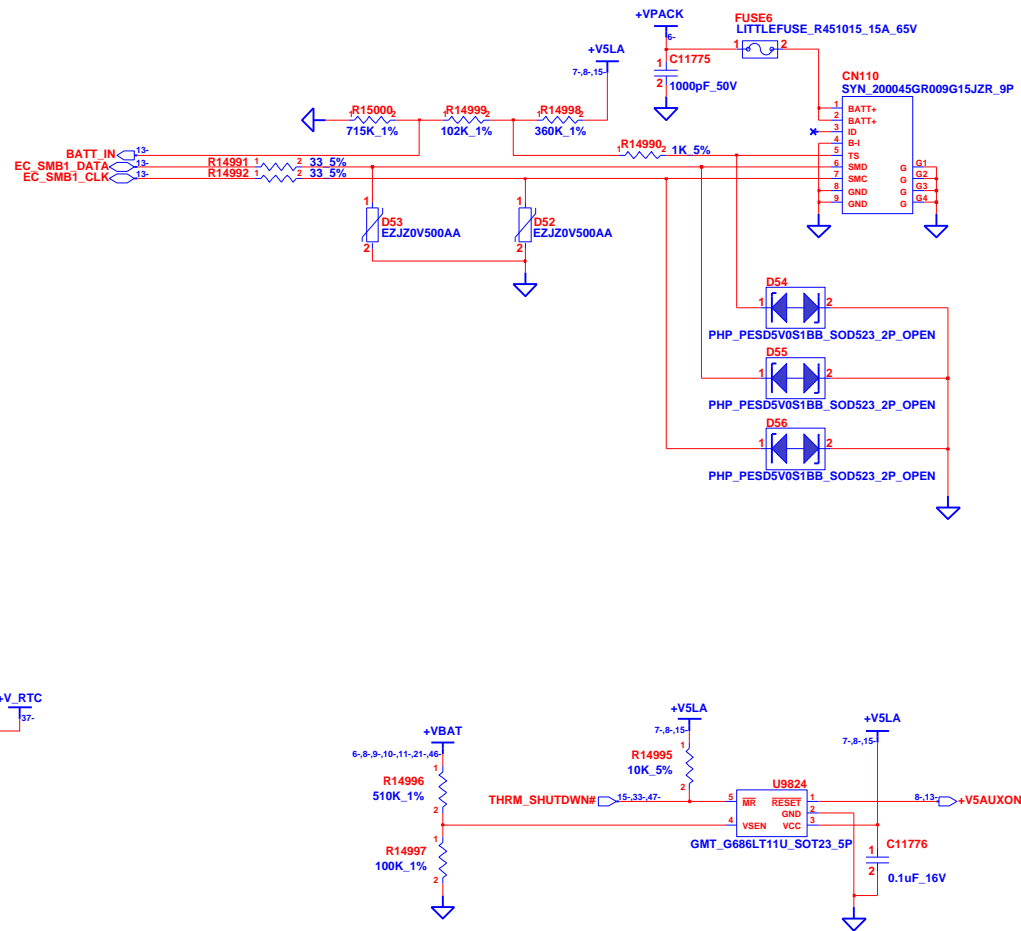 +VPACK
6-
FUSE6
LITTLEFUSE_R451015_15A_65V
1 2
+V5LA
7-,8-,15-
1 C11775
2 1000pF_50V
CN110
SYN_200045GR009G15JZR_9P
1 BATT+
2 BATT+
3 ID
4 B-I
5 TS
6 SMD G G1
7 SMC G G2
8 GND G G3
9 GND G G4
1 R15000 2
715K_1%
1 R14999 2
102K_1%
1 R14998 2
360K_1%
1 R14990 2 1K_5%
BATT_IN 13-
EC_SMB1_DATA 13-
R14991 1 2 33_5%
EC_SMB1_CLK 13-
R14992 1 2 33_5%
1
D53
EZJZ0V500AA
2
1
D52
EZJZ0V500AA
2
D54
1 2
PHP_PESD5V0S1BB_SOD523_2P_OPEN
D55
1 2
PHP_PESD5V0S1BB_SOD523_2P_OPEN
D56
1 2
PHP_PESD5V0S1BB_SOD523_2P_OPEN
+V_RTC
37-
+VBAT
6-,8-,9-,10-,11-,21-,46-
1
R14996
510K_1%
2
1
R14997
100K_1%
2
+V5LA
7-,8-,15-
1
R14995
10K_5%
2
THRM_SHUTDWN# 15-,33-,47-
U9824
5 MR RESET 1
GND 2
4 VSEN VCC 3
GMT_G686LT11U_SOT23_5P
+V5LA
7-,8-,15-
8-,13- +V5AUXON
1 C11776
2
0.1uF_16V